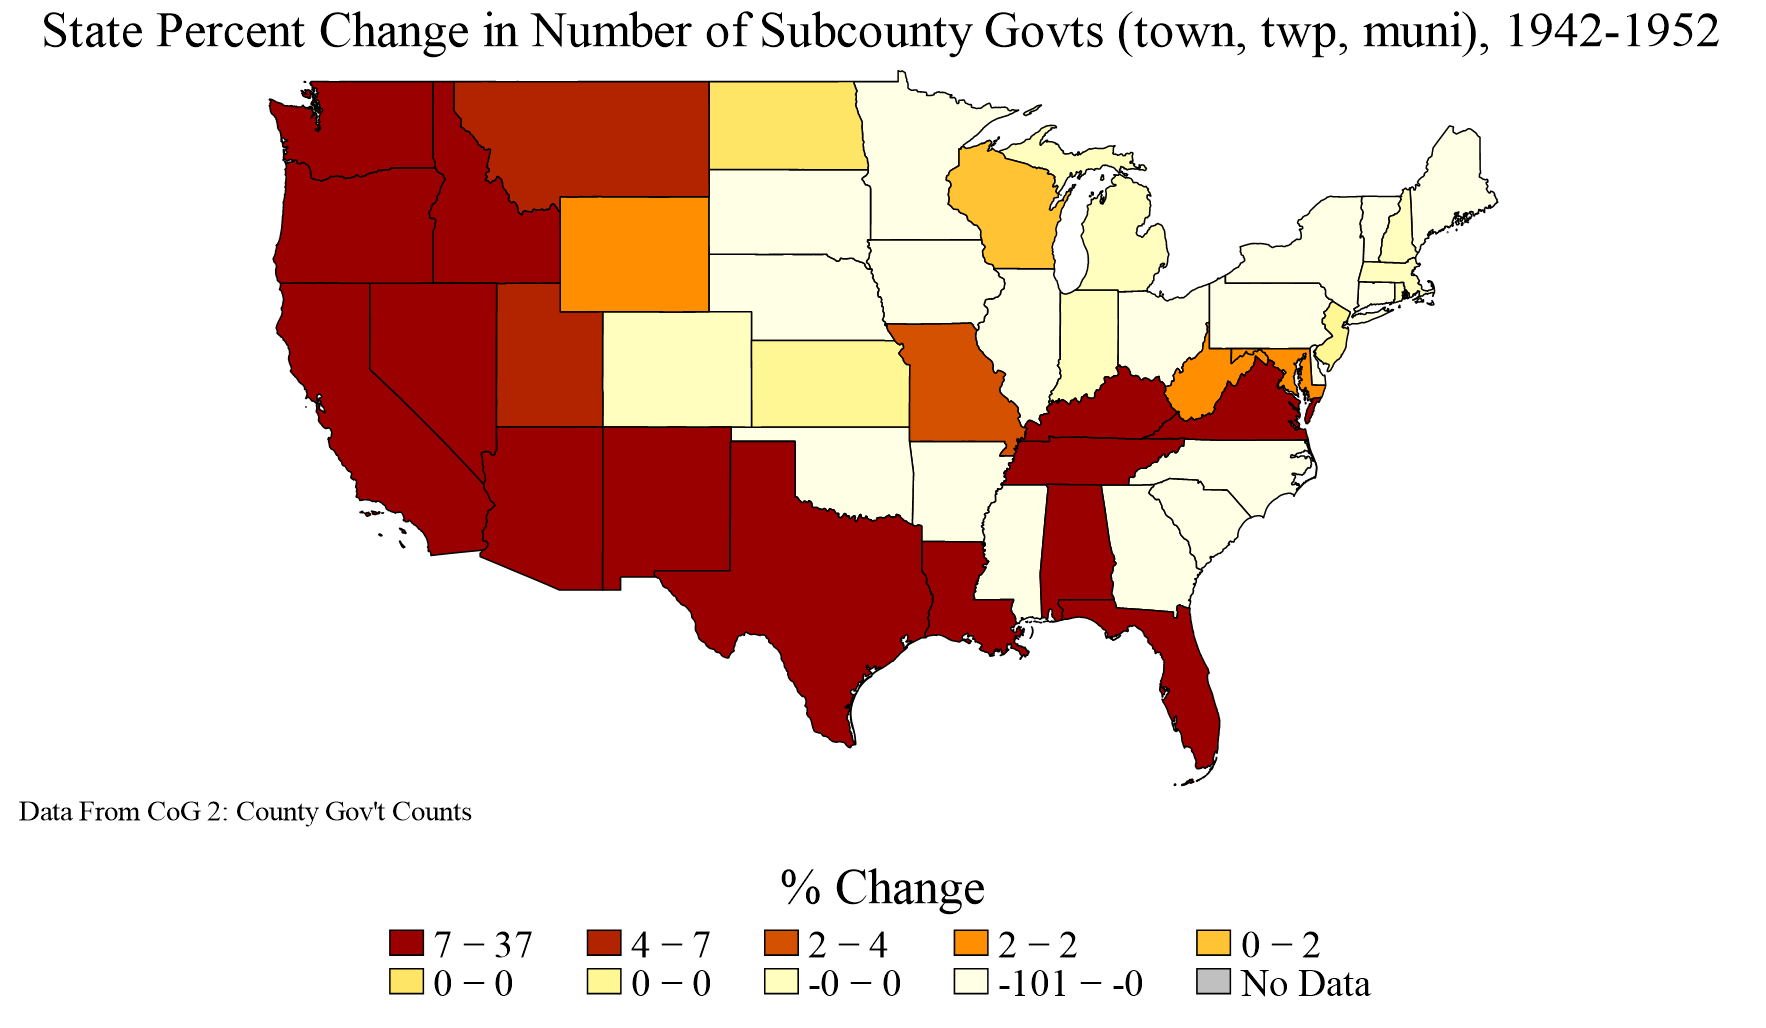 State Percent Change in Number of Subcounty Govts (town, twp, muni), 1942-1952
Data From CoG 2: County Gov't Counts
% Change
7 − 37 4 − 7 2 − 4 2 − 2 0 − 2
0 − 0 0 − 0 -0 − 0 -101 − -0 No Data